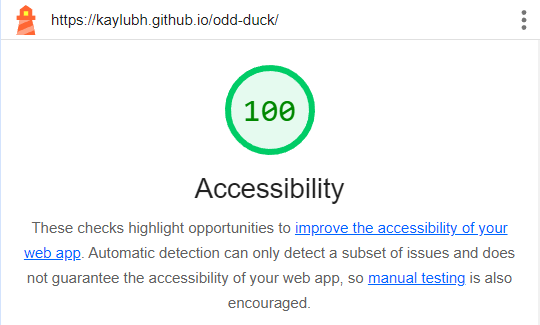 https://kaylubh.github.io/odd-duck/
100
Accessibility
These checks highlight opportunities to improve the accessibility of your
web app. Automatic detection can only detect a subset of issues and does
not guarantee the accessibility of your web app, so manual testing is also
encouraged.